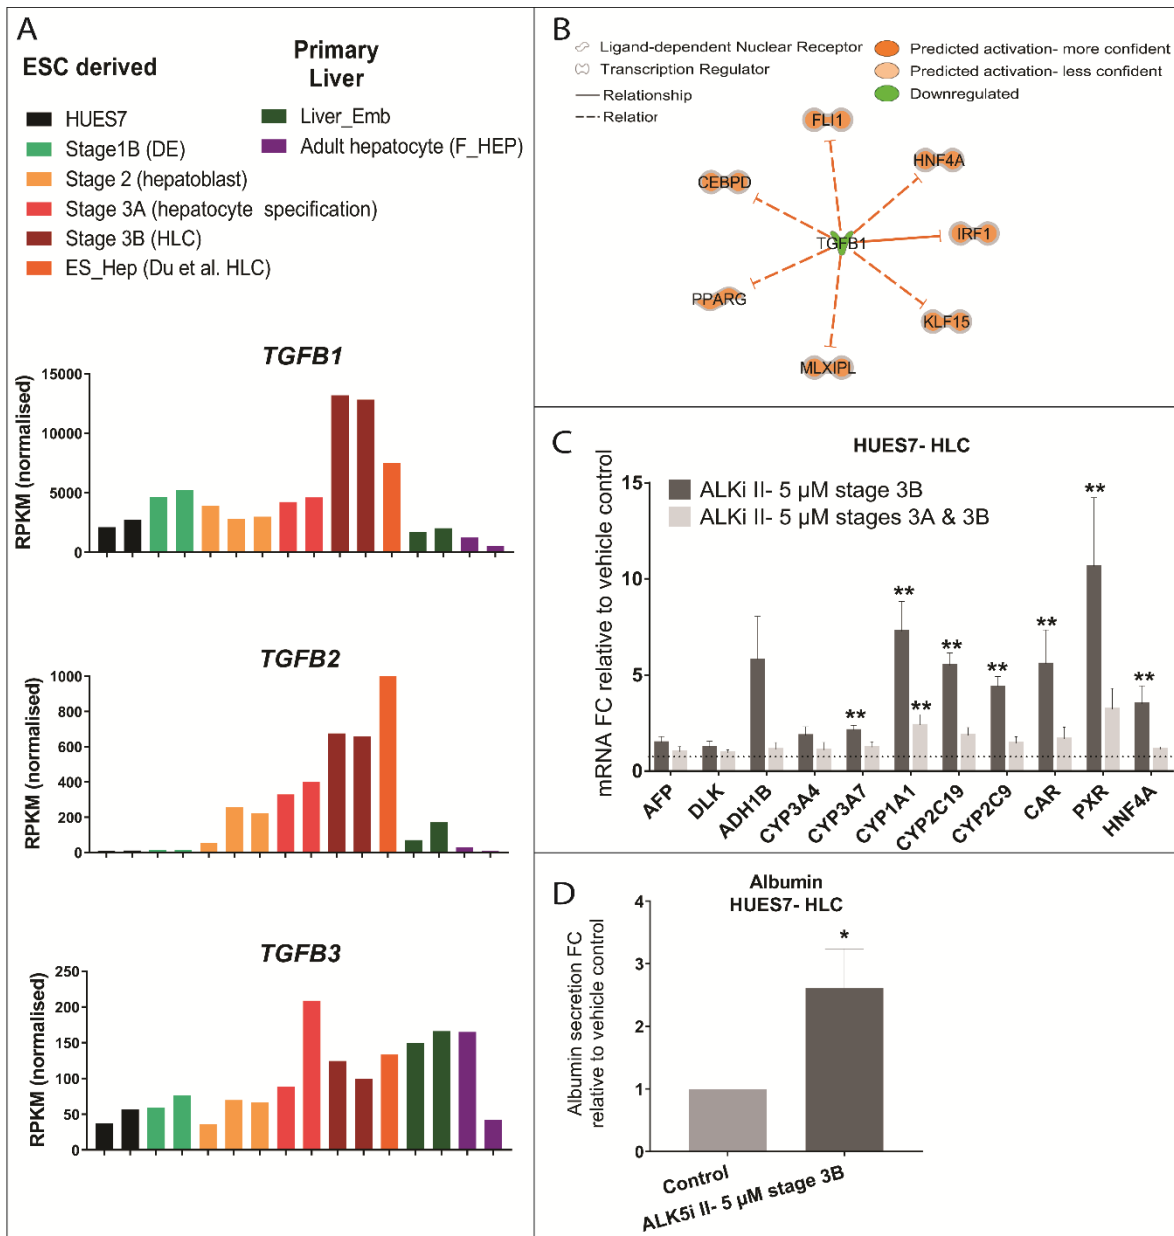 A
ESC derived
Primary
Liver
HUES7
Stage1B (DE)
Stage 2 (hepatoblast)
Stage 3A (hepatocyte specification)
Stage 3B (HLC)
ES_Hep (Du et al. HLC)
Liver_Emb
Adult hepatocyte (F_HEP)
TGFB1
RPKM (normalised)
15000
10000
5000
0
TGFB2
RPKM (normalised)
1000
800
600
400
200
0
TGFB3
RPKM (normalised)
250
200
150
100
50
0
B
Ligand-dependent Nuclear Receptor
Transcription Regulator
Relationship
Relatior
Predicted activation- more confident
Predicted activation- less confident
Downregulated
FLI1
HNF4A
CEBPD
TGFB1
IRF1
PPARG
KLF15
MLXIPL
C
HUES7- HLC
mRNA FC relative to vehicle control
15
10
5
0
ALKi II- 5 µM stage 3B
ALKi II- 5 µM stages 3A & 3B
**
**
**
**
**
**
**
**
AFP
DLK
ADH1B
CYP3A4
CYP3A7
CYP1A1
CYP2C19
CYP2C9
CAR
PXR
HNF4A
D
Albumin
HUES7- HLC
Albumin secretion FC
relative to vehicle control
4
3
2
1
0
*
Control
ALK5i II- 5 µM stage 3B